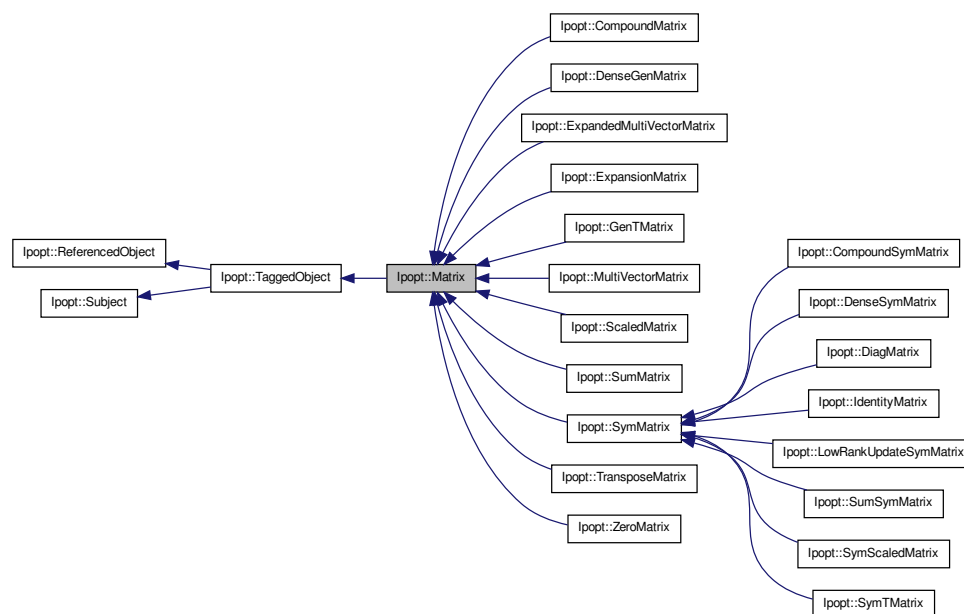 Ipopt::CompoundMatrix
Ipopt::DenseGenMatrix
Ipopt::ExpandedMultiVectorMatrix
Ipopt::ExpansionMatrix
Ipopt::GenTMatrix
Ipopt::CompoundSymMatrix
Ipopt::ReferencedObject
Ipopt::TaggedObject
Ipopt::Matrix
Ipopt::MultiVectorMatrix
Ipopt::Subject
Ipopt::DenseSymMatrix
Ipopt::ScaledMatrix
Ipopt::DiagMatrix
Ipopt::SumMatrix
Ipopt::IdentityMatrix
Ipopt::SymMatrix
Ipopt::LowRankUpdateSymMatrix
Ipopt::TransposeMatrix
Ipopt::SumSymMatrix
Ipopt::ZeroMatrix
Ipopt::SymScaledMatrix
Ipopt::SymTMatrix